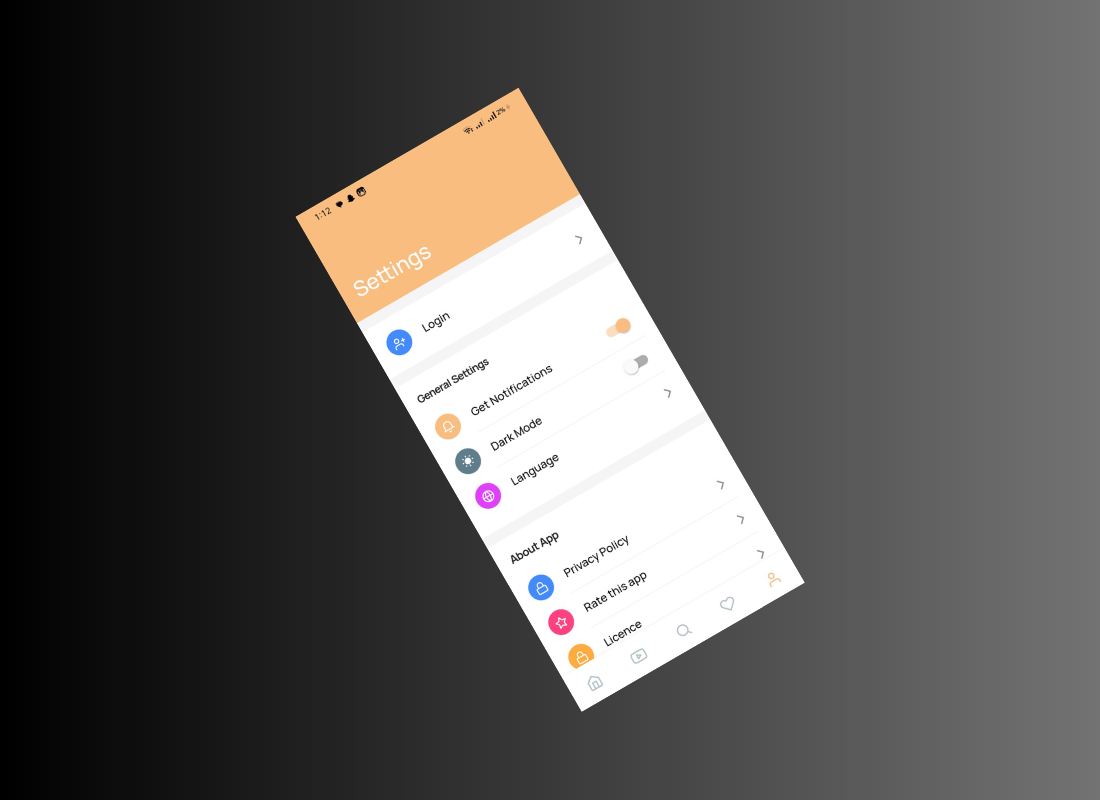 1:12
2%
Settings
Login
General Settings
Get Notifications
Dark Mode
Language
About App
Privacy Policy
Rate this app
Licence